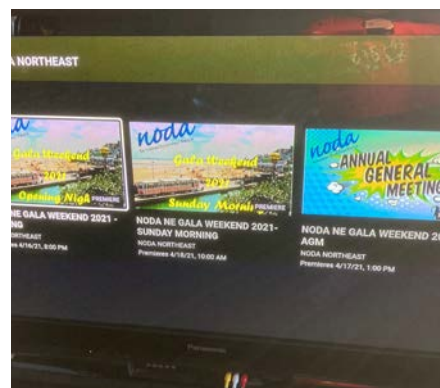 A NORTHEAST
noda
Gala Weekend
2021
Opening Nigh
PREMIERE
NE GALA WEEKEND 2021 -
NG
NORTHEAST
es 4/16/21, 8:00 PM
noda
Gala Weekend
2021
Sunday Mornin
PREMIERE
NODA NE GALA WEEKEND 2021-
SUNDAY MORNING
NODA NORTHEAST
Premieres 4/18/21, 10:00 AM
noda
ANNUAL
GENERAL
MEETING
NODA NE GALA WEEKEND 20
AGM
NODA NORTHEAST
Premieres 4/17/21, 1:00 PM
Panasonic